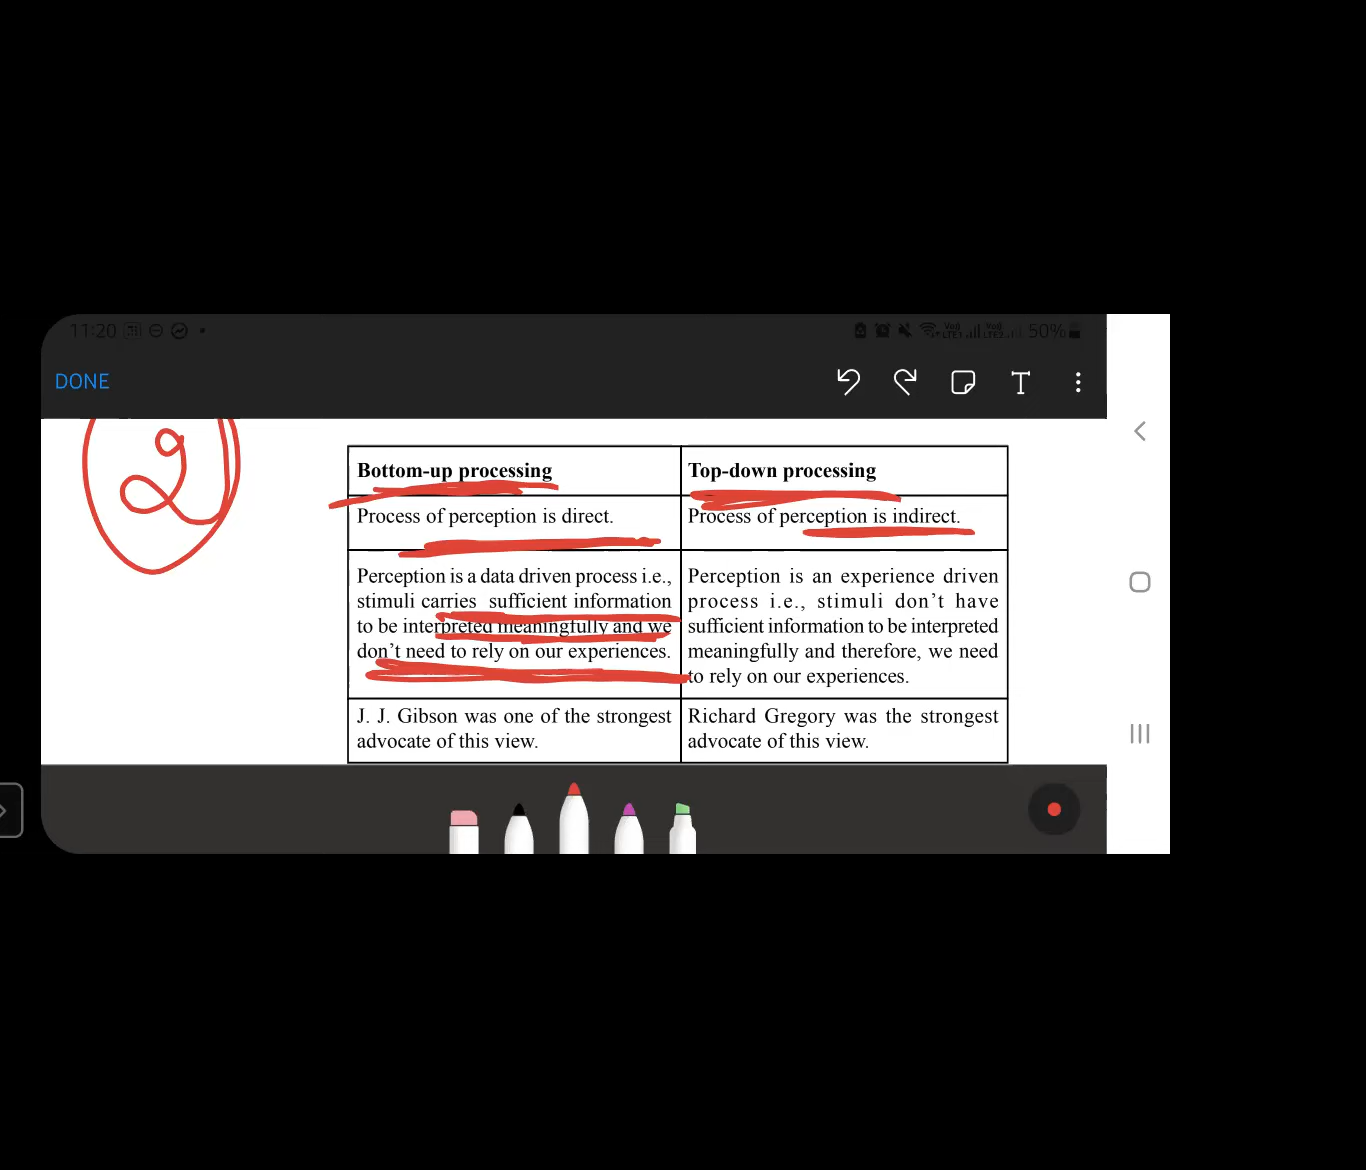 11:20
50%
DONE
2
Bottom-up processing
Top-down processing
Process of perception is direct.
Process of perception is indirect.
Perception is a data driven process i.e.,
stimuli carries sufficient information
to be interpreted meaningfully and we
don't need to rely on our experiences.
Perception is an experience driven
process i.e., stimuli don't have
sufficient information to be interpreted
meaningfully and therefore, we need
to rely on our experiences.
J. J. Gibson was one of the strongest
advocate of this view.
Richard Gregory was the strongest
advocate of this view.